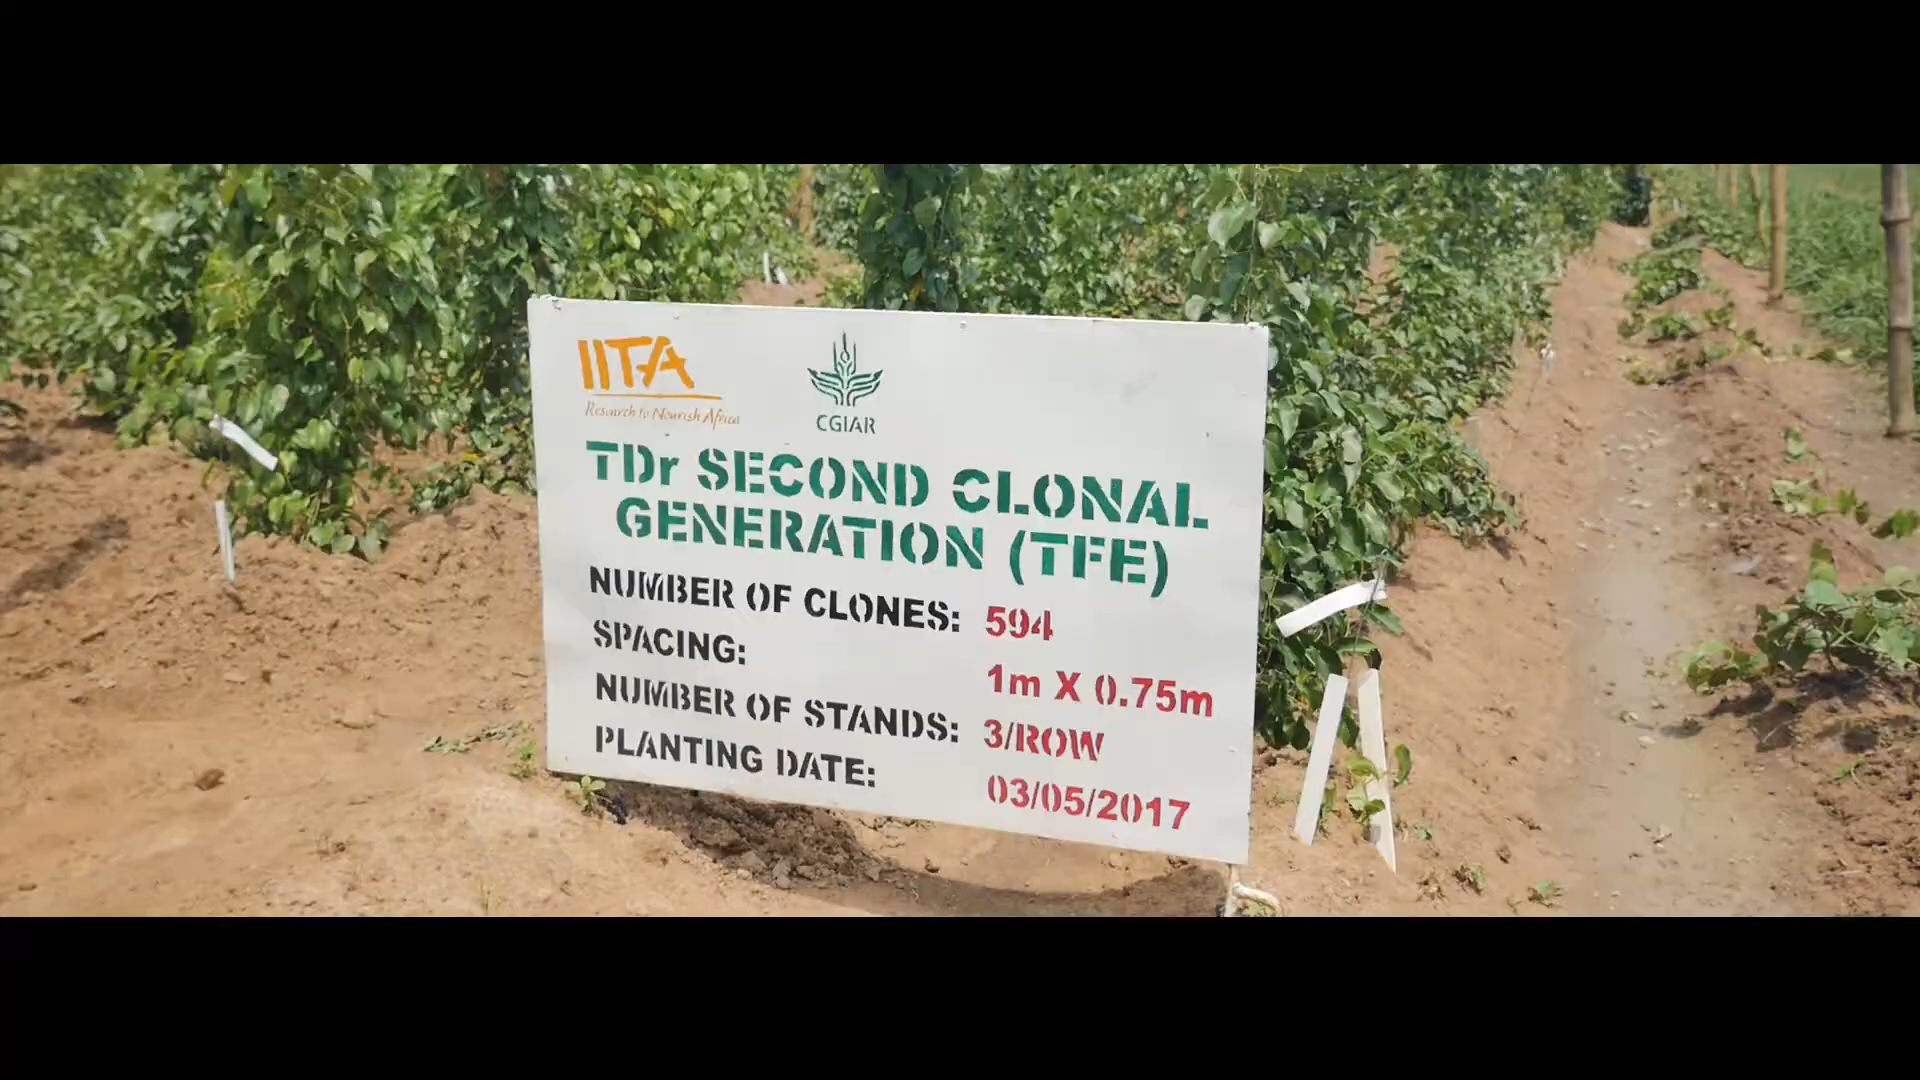 IITA
Research to Nourish Africa
CGIAR
TDr SECOND CLONAL
GENERATION (TFE)
NUMBER OF CLONES: 594
SPACING: 1m X 0.75m
NUMBER OF STANDS: 3/ROW
PLANTING DATE: 03/05/2017